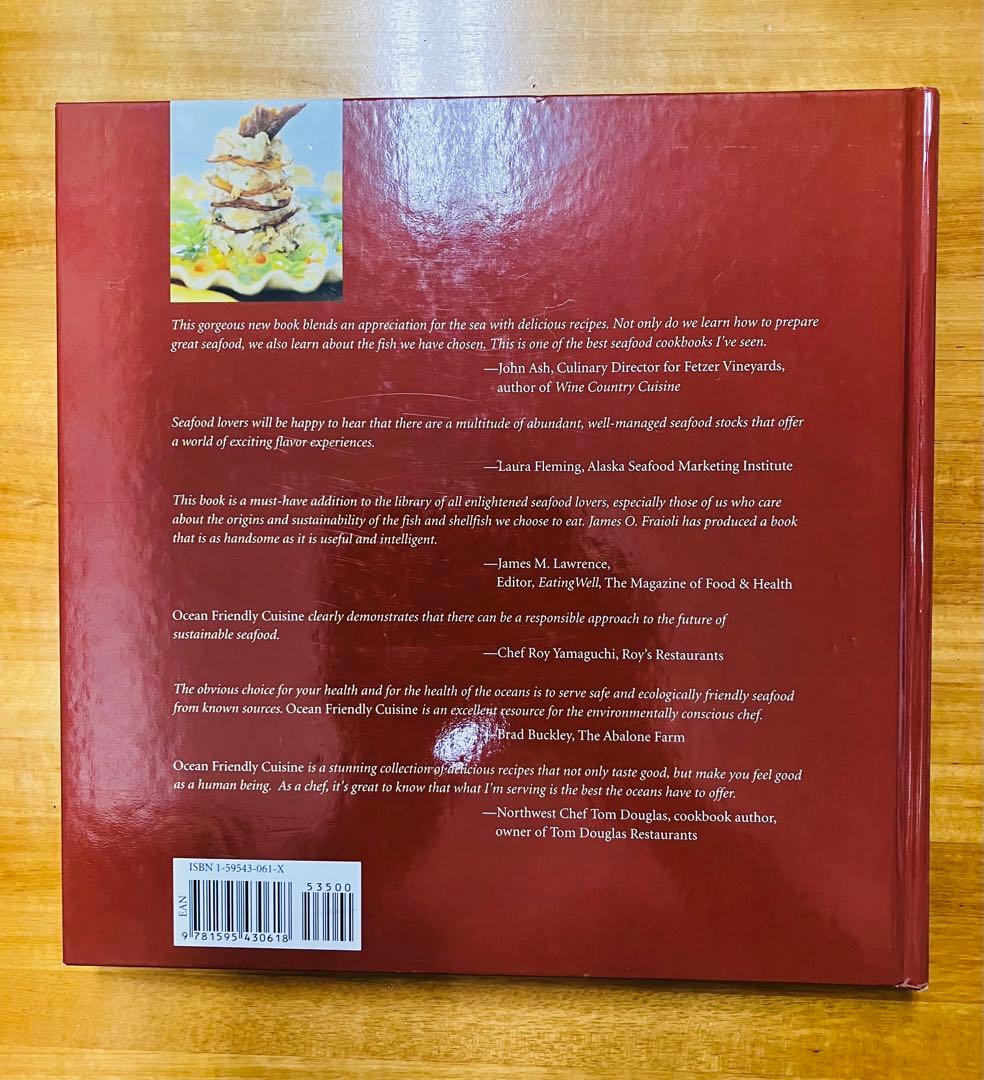 This gorgeous new book blends an appreciation for the sea with delicious recipes. Not only do we learn how to prepare
great seafood, we also learn about the fish we have chosen. This is one of the best seafood cookbooks I've seen.
—John Ash, Culinary Director for Fetzer Vineyards,
author of Wine Country Cuisine
Seafood lovers will be happy to hear that there are a multitude of abundant, well-managed seafood stocks that offer
a world of exciting flavor experiences.
—Laura Fleming, Alaska Seafood Marketing Institute
This book is a must-have addition to the library of all enlightened seafood lovers, especially those of us who care
about the origins and sustainability of the fish and shellfish we choose to eat. James O. Fraioli has produced a book
that is as handsome as it is useful and intelligent.
—James M. Lawrence,
Editor, EatingWell, The Magazine of Food & Health
Ocean Friendly Cuisine clearly demonstrates that there can be a responsible approach to the future of
sustainable seafood.
—Chef Roy Yamaguchi, Roy's Restaurants
The obvious choice for your health and for the health of the oceans is to serve safe and ecologically friendly seafood
from known sources. Ocean Friendly Cuisine is an excellent resource for the environmentally conscious chef.
—Brad Buckley, The Abalone Farm
Ocean Friendly Cuisine is a stunning collection of delicious recipes that not only taste good, but make you feel good
as a human being. As a chef, it's great to know that what I'm serving is the best the oceans have to offer.
—Northwest Chef Tom Douglas, cookbook author,
owner of Tom Douglas Restaurants
ISBN 1-59543-061-X
53500
EAN
9 781595 430618